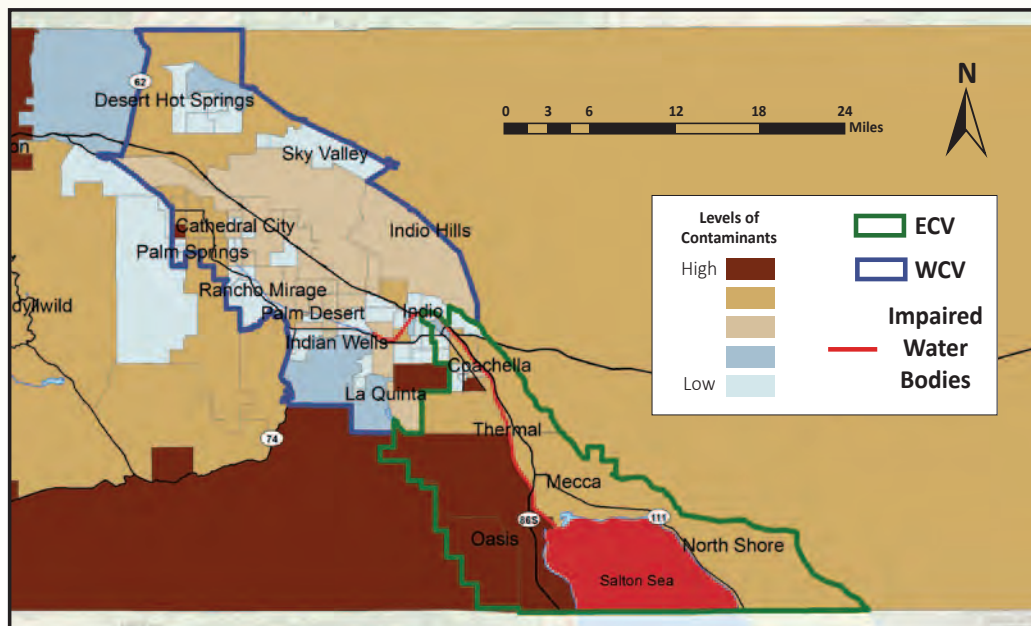 62
Desert Hot Springs
Sky Valley
Cathedral City
Indio Hills
Palm Springs
Rancho Mirage
Palm Desert
Indio
Indian Wells
Coachella
La Quinta
Thermal
74
Mecca
86S
111
Oasis
North Shore
Salton Sea
0 3 6 12 18 24
Miles
N
Levels of
Contaminants
High
Low
ECV
WCV
Impaired
Water
Bodies